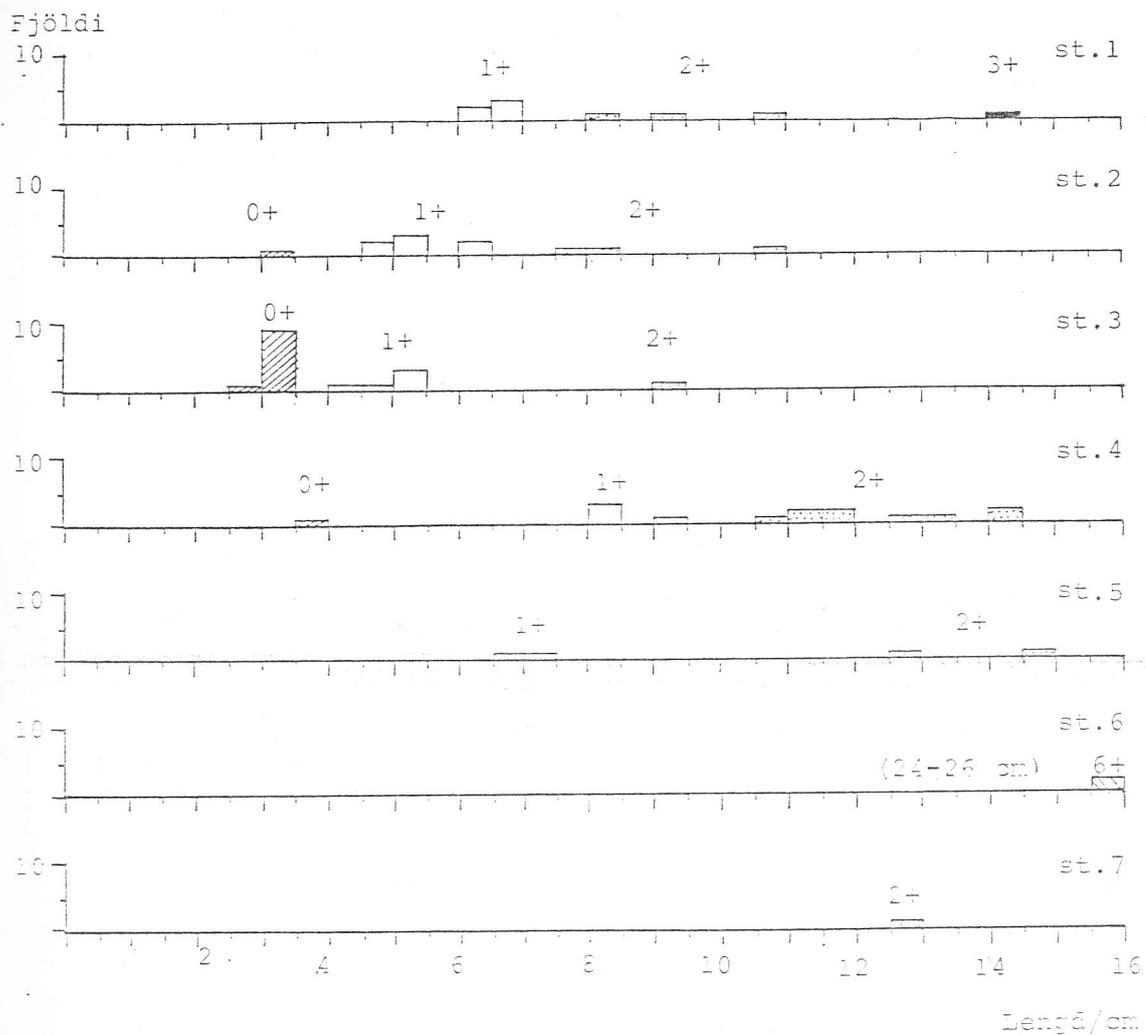 Fjöldi
10 1+ 2+ 3+ st.1
10 0+ 1+ 2+ st.2
10 0+ 1+ 2+ st.3
10 0+ 1+ 2+ st.4
10 1+ 2+ st.5
10 (24-26 cm) 6+ st.6
10 2+ st.7
2 4 6 8 10 12 14 16
Lengd/cm